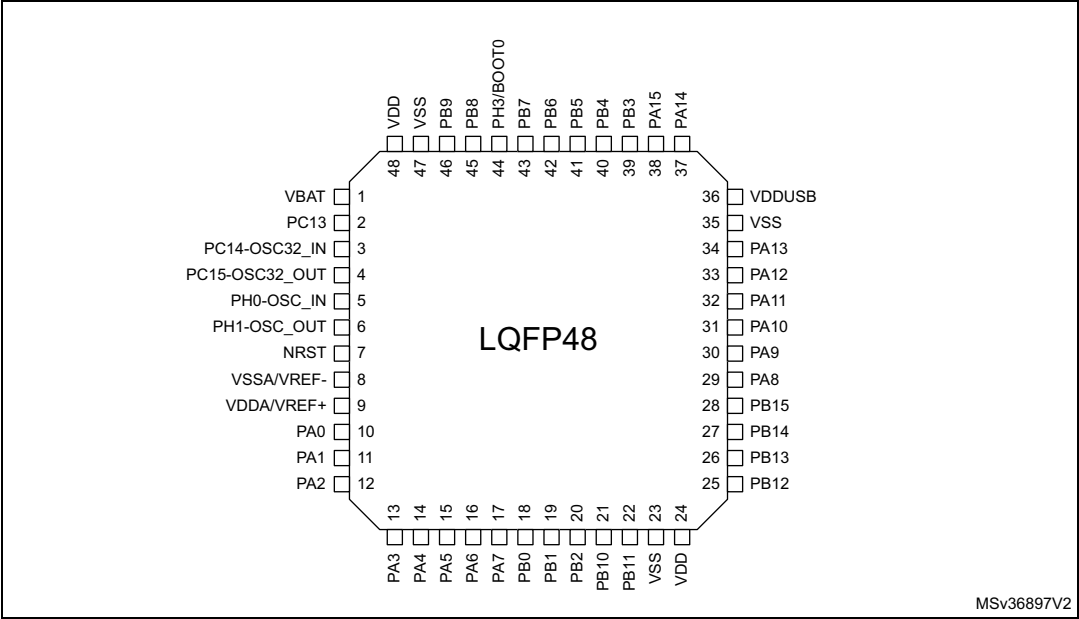 VDD
VSS
PB9
PB8
PH3/BOOT0
PB7
PB6
PB5
PB4
PB3
PA15
PA14
48
47
46
45
44
43
42
41
40
39
38
37
VBAT 1
PC13 2
PC14-OSC32_IN 3
PC15-OSC32_OUT 4
PH0-OSC_IN 5
PH1-OSC_OUT 6
NRST 7
VSSA/VREF- 8
VDDA/VREF+ 9
PA0 10
PA1 11
PA2 12
LQFP48
36 VDDUSB
35 VSS
34 PA13
33 PA12
32 PA11
31 PA10
30 PA9
29 PA8
28 PB15
27 PB14
26 PB13
25 PB12
13
14
15
16
17
18
19
20
21
22
23
24
PA3
PA4
PA5
PA6
PA7
PB0
PB1
PB2
PB10
PB11
VSS
VDD
MSv36897V2